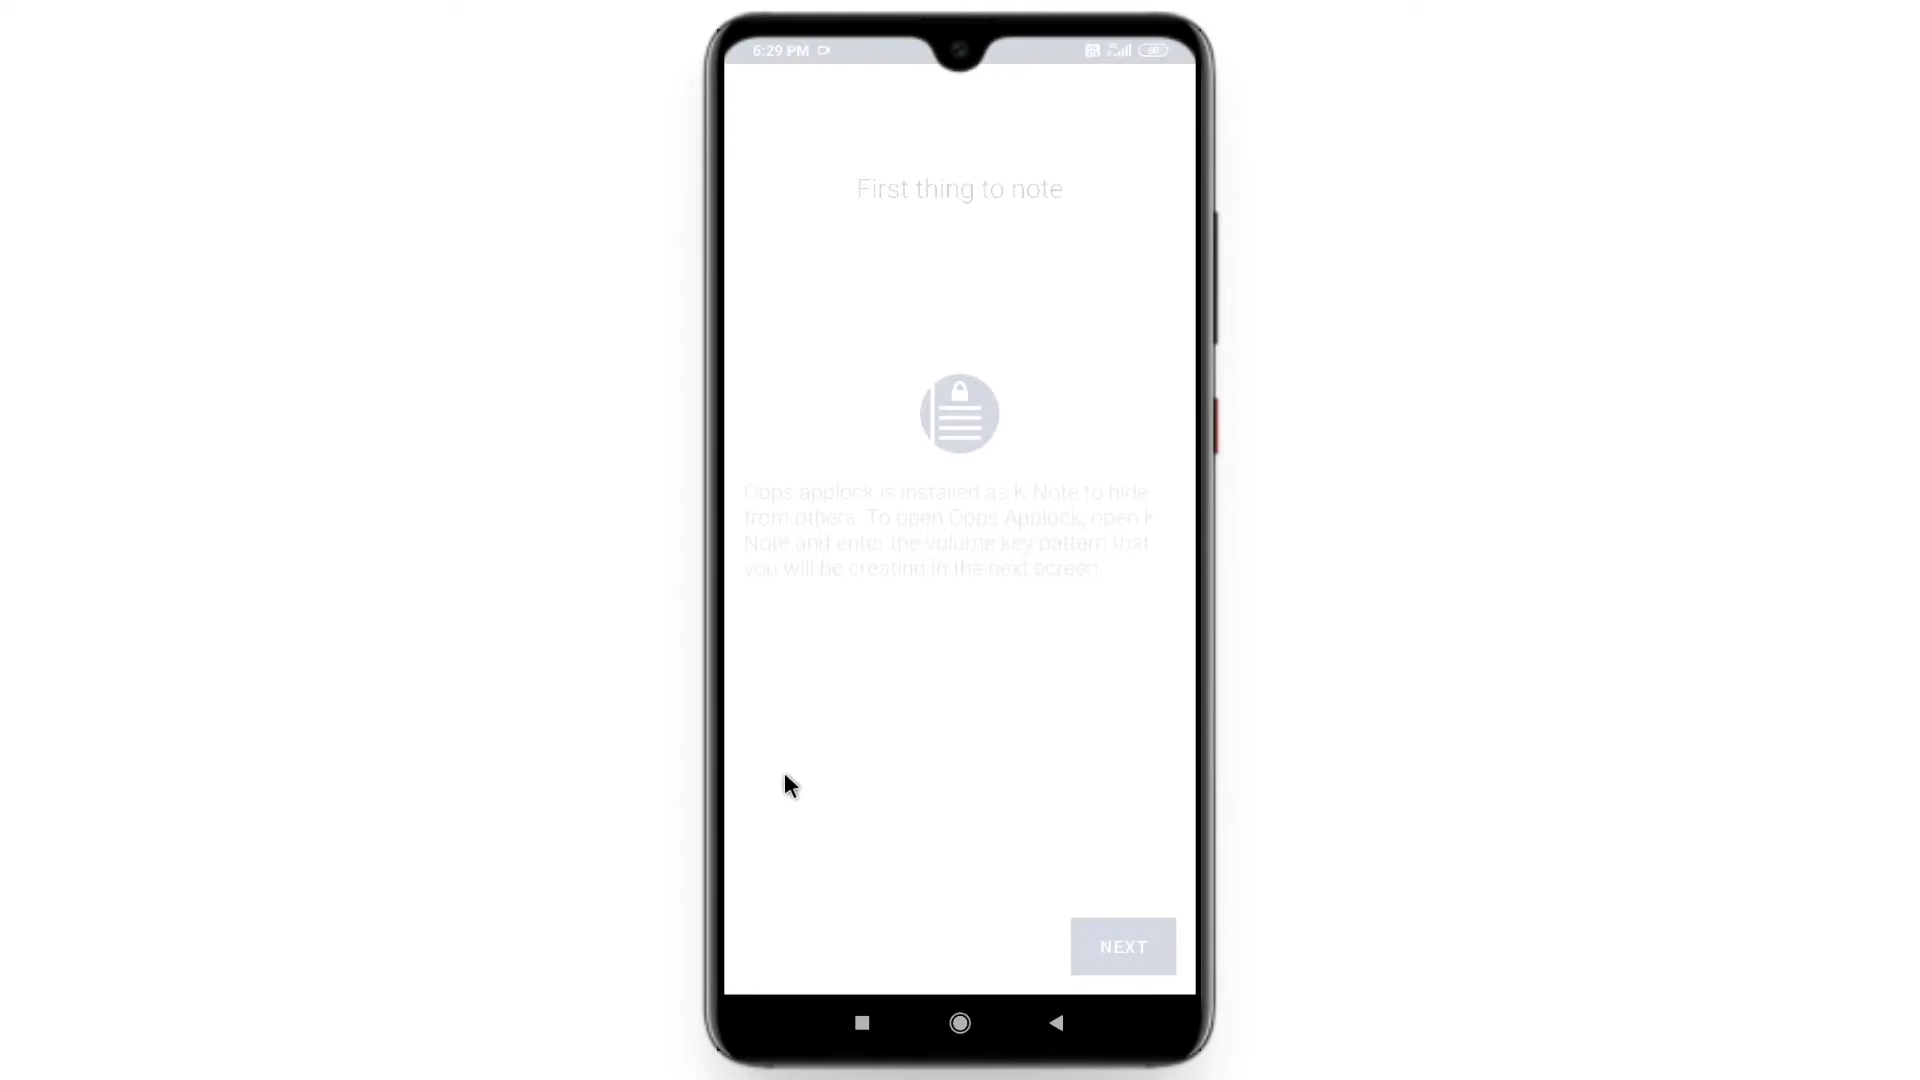 6:29 PM
First thing to note
Oops applock is installed as K Note to hide
from others. To open Oops Applock, open K
Note and enter the volume key pattern that
you will be creating in the next screen
NEXT